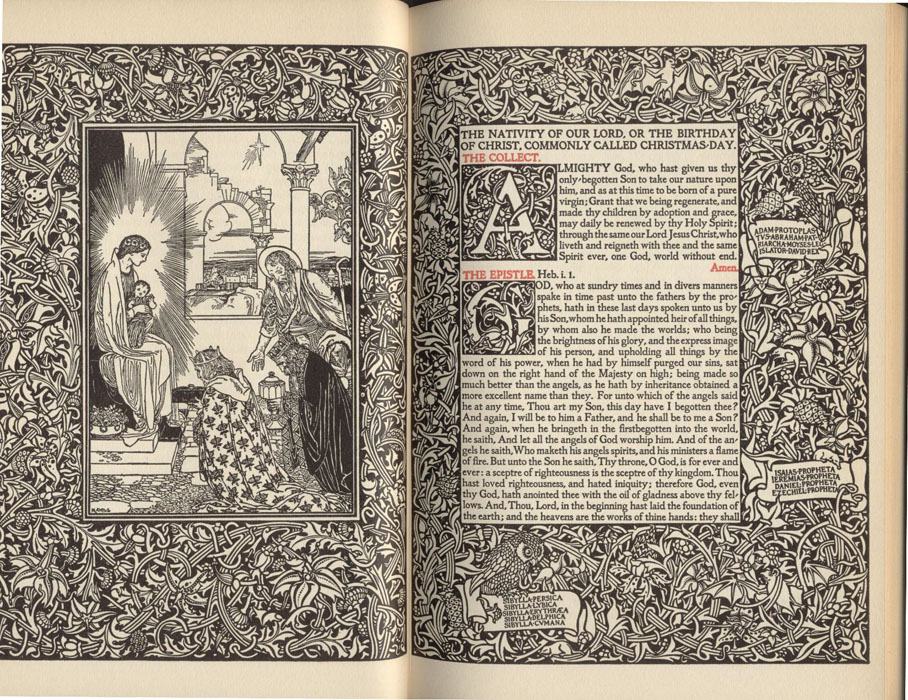 THE NATIVITY OF OUR LORD, OR THE BIRTHDAY
OF CHRIST, COMMONLY CALLED CHRISTMAS-DAY.
THE COLLECT.
ALMIGHTY God, who hast given us thy
only-begotten Son to take our nature upon
him, and as at this time to be born of a pure
virgin; Grant that we being regenerate, and
made thy children by adoption and grace,
may daily be renewed by thy Holy Spirit;
through the same our Lord Jesus Christ, who
liveth and reigneth with thee and the same
Spirit ever, one God, world without end.
Amen.
THE EPISTLE. Heb. i. 1.
GOD, who at sundry times and in divers manners
spake in time past unto the fathers by the pro-
phets, hath in these last days spoken unto us by
his Son, whom he hath appointed heir of all things,
by whom also he made the worlds; who being
the brightness of his glory, and the express image
of his person, and upholding all things by the
word of his power, when he had by himself purged our sins, sat
down on the right hand of the Majesty on high; being made so
much better than the angels, as he hath by inheritance obtained a
more excellent name than they. For unto which of the angels said
he at any time, Thou art my Son, this day have I begotten thee?
And again, I will be to him a Father, and he shall be to me a Son?
And again, when he bringeth in the firstbegotten into the world,
he saith, And let all the angels of God worship him. And of the an-
gels he saith, Who maketh his angels spirits, and his ministers a flame
of fire. But unto the Son he saith, Thy throne, O God, is for ever and
ever: a sceptre of righteousness is the sceptre of thy kingdom. Thou
hast loved righteousness, and hated iniquity; therefore God, even
thy God, hath anointed thee with the oil of gladness above thy fel-
lows. And, Thou, Lord, in the beginning hast laid the foundation of
the earth; and the heavens are the works of thine hands: they shall
ADAM·PROTOPLAS
TVS·ABRAHAM·PAT
RIARCHA·MOYSES·LEG
ISLATOR·DAVID·REX
ISAIAS·PROPHETA
JEREMIAS·PROPHETA
DANIEL·PROPHETA
EZECHIEL·PROPHETA
SIBYLLA·PERSICA
SIBYLLA·LYBICA
SIBYLLA·ERYTHRÆA
SIBYLLA·DELPHICA
SIBYLLA·CVMANA